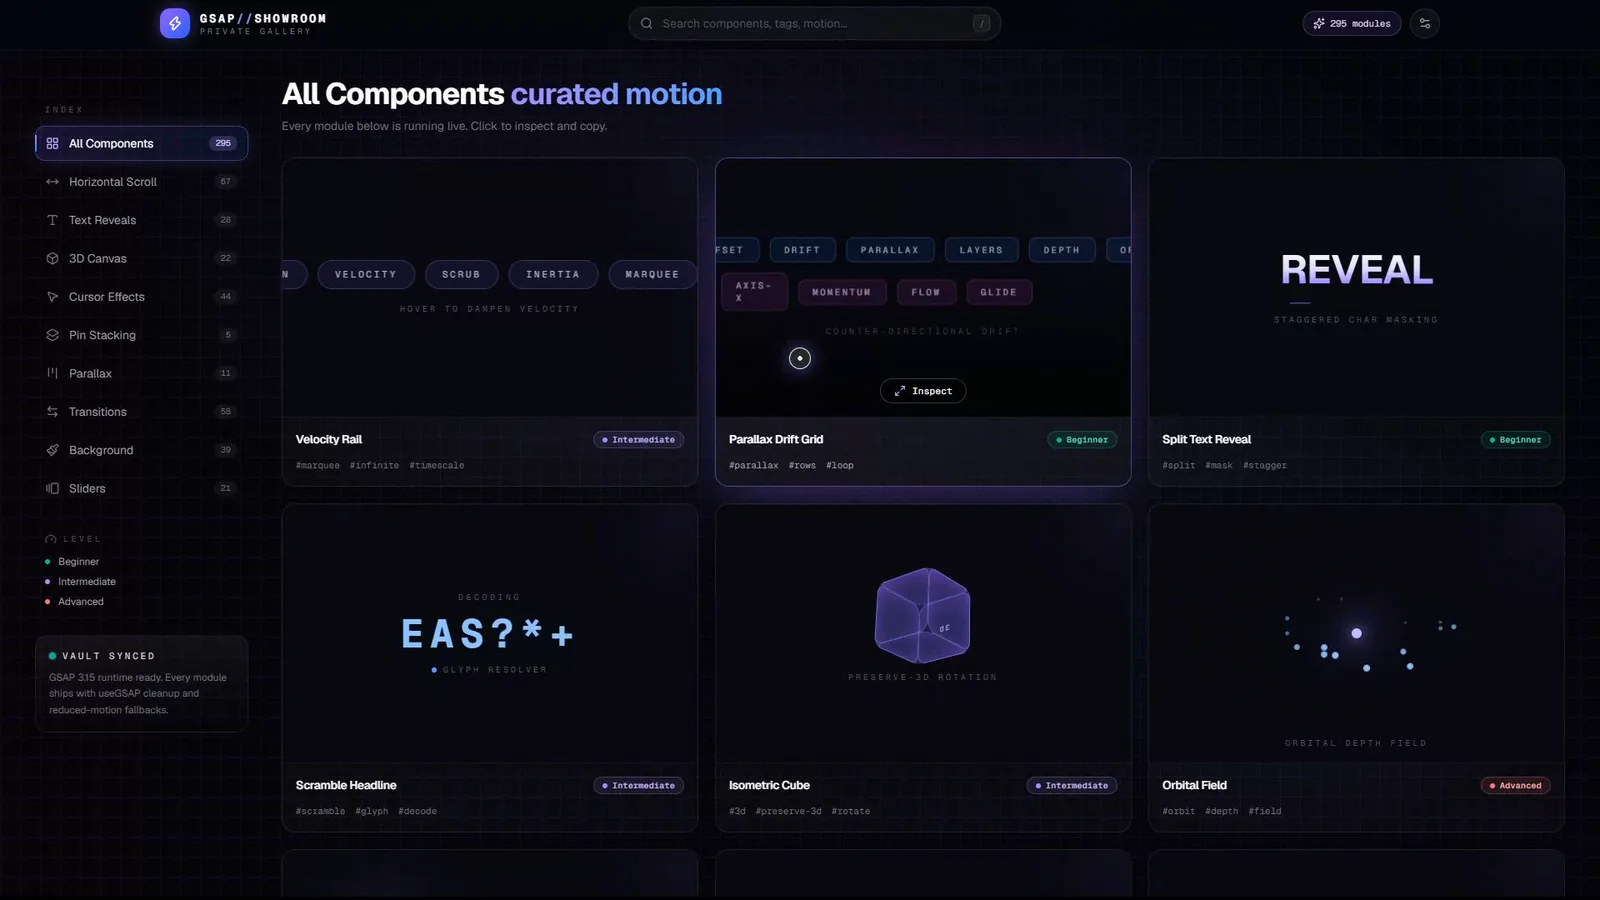 GSAP//SHOWROOM
PRIVATE GALLERY
Search components, tags, motion...
/
295 modules
INDEX
All Components 295
Horizontal Scroll 67
Text Reveals 28
3D Canvas 22
Cursor Effects 44
Pin Stacking 5
Parallax 11
Transitions 58
Background 39
Sliders 21
LEVEL
Beginner
Intermediate
Advanced
VAULT SYNCED
GSAP 3.15 runtime ready. Every module
ships with useGSAP cleanup and
reduced-motion fallbacks.
All Components curated motion
Every module below is running live. Click to inspect and copy.
N VELOCITY SCRUB INERTIA MARQUEE
HOVER TO DAMPEN VELOCITY
Velocity Rail
Intermediate
#marquee #infinite #timescale
FSET DRIFT PARALLAX LAYERS DEPTH
AXIS-
X
MOMENTUM FLOW GLIDE
COUNTER-DIRECTIONAL DRIFT
Inspect
Parallax Drift Grid
Beginner
#parallax #rows #loop
REVEAL
STAGGERED CHAR MASKING
Split Text Reveal
Beginner
#split #mask #stagger
DECODING
EAS?*+
GLYPH RESOLVER
Scramble Headline
Intermediate
#scramble #glyph #decode
3D
PRESERVE-3D ROTATION
Isometric Cube
Intermediate
#3d #preserve-3d #rotate
ORBITAL DEPTH FIELD
Orbital Field
Advanced
#orbit #depth #field